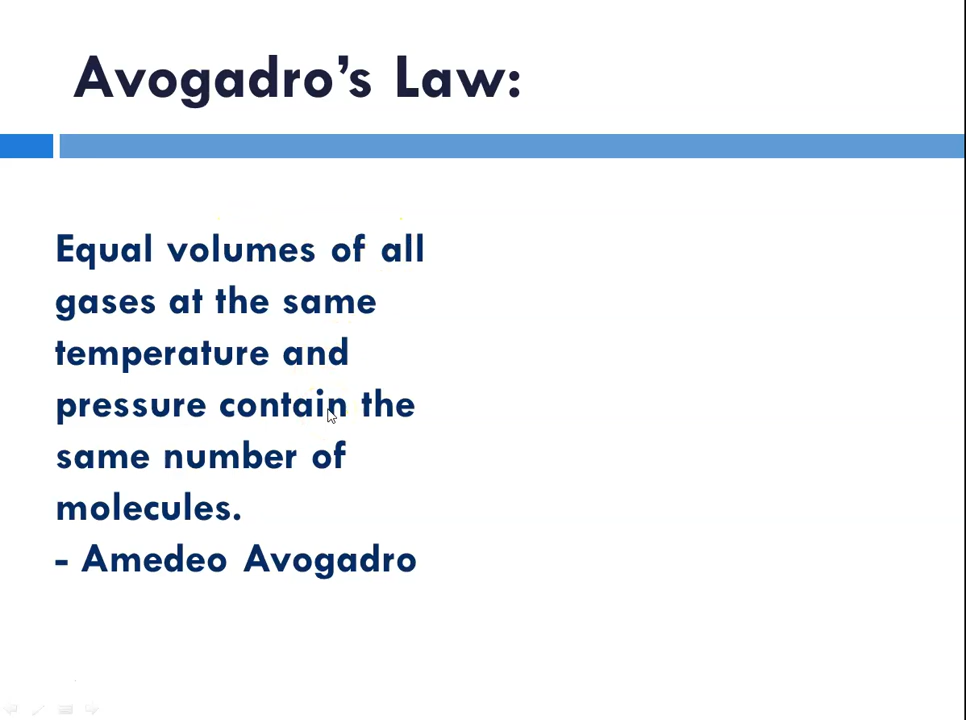 Avogadro’s Law:
Equal volumes of all
gases at the same
temperature and
pressure contain the
same number of
molecules.
- Amedeo Avogadro